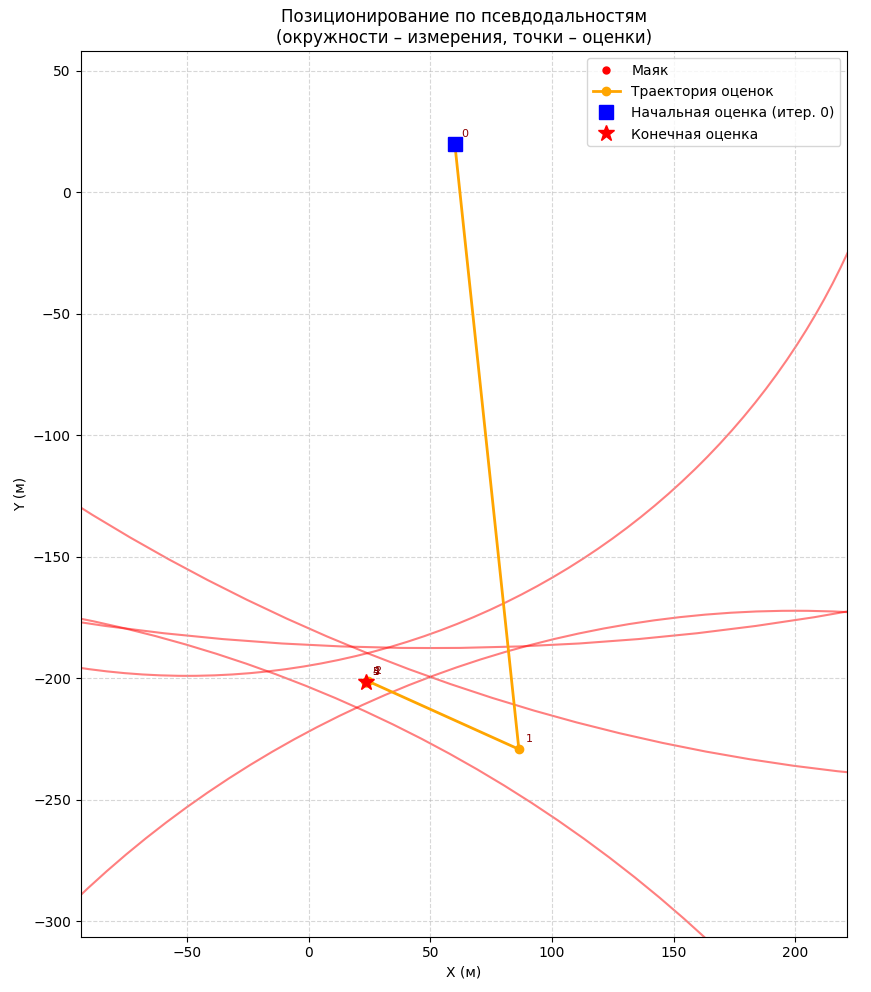 Позиционирование по псевдодальностям
(окружности – измерения, точки – оценки)
Маяк
Траектория оценок
Начальная оценка (итер. 0)
Конечная оценка
50
0
−50
−100
−150
−200
−250
−300
Y (м)
0
1
−50
0
50
100
150
200
X (м)